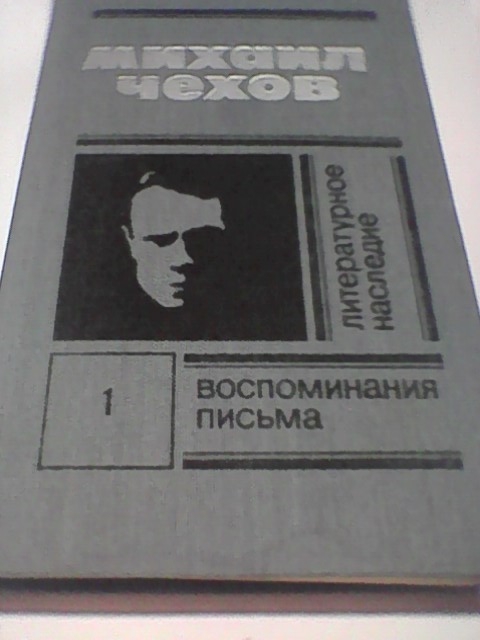 михаил
чехов
литературное
наследие
1
воспоминания
письма